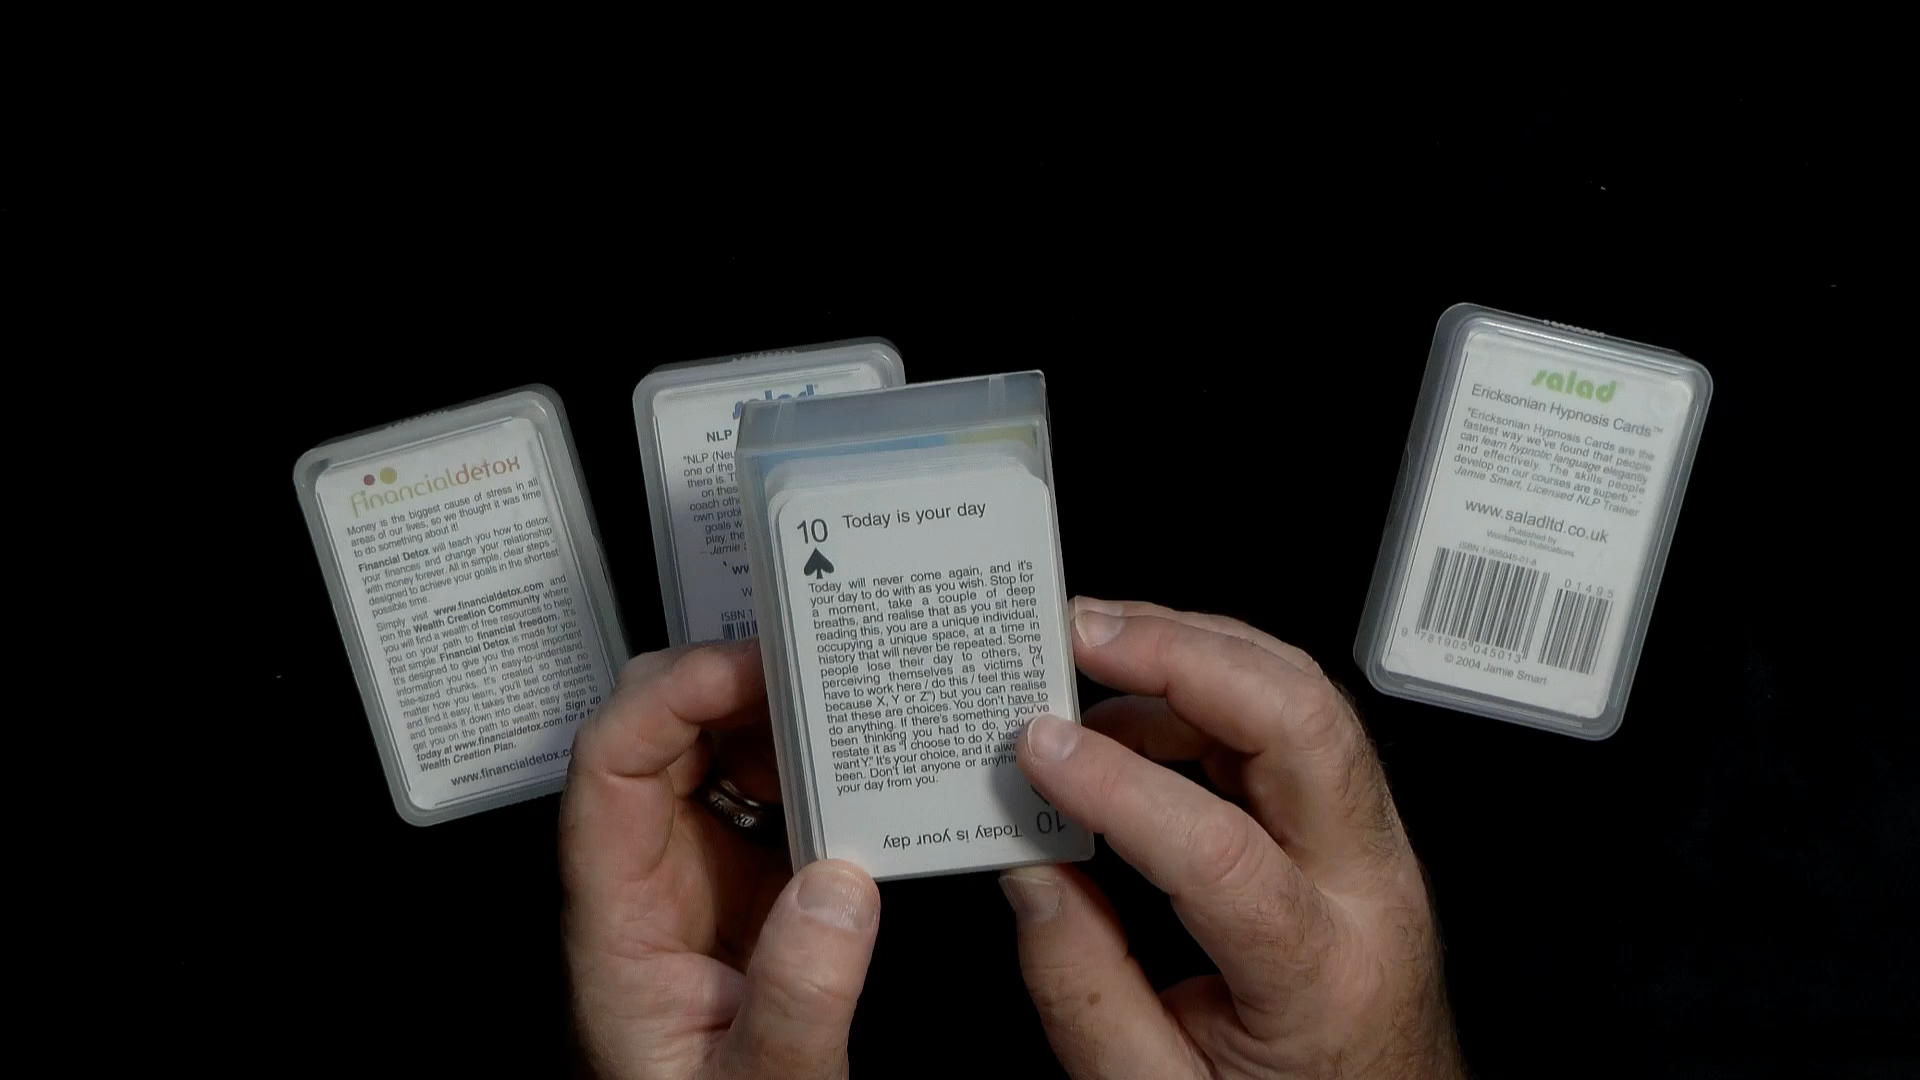 financialdetox
Money is the biggest cause of stress in all
areas of our lives, so we thought it was time
to do something about it!
Financial Detox will teach you how to detox
your finances and change your relationship
with money forever. All in simple, clear steps -
designed to achieve your goals in the shortest
possible time.
Simply visit www.financialdetox.com and
join the Wealth Creation Community where
you will find a wealth of free resources to help
you on your path to financial freedom. It's
that simple. Financial Detox is made for you
It's designed to give you the most important
information you need in easy-to-understand,
bite-sized chunks. It's created so that no
matter how you learn, you'll feel comfortable
and find it easy. It takes the advice of experts
and breaks it down into clear, easy steps to
get you on the path to wealth now. Sign up
today at www.financialdetox.com for a
Wealth Creation Plan.
www.financialdetox.
salad
NLP
"NLP
one of the
there is.
on these
coach
own
goals
play, the
– Jamie
ISBN
10
Today is your day
Today will never come again, and it's
your day to do with as you wish. Stop for
a moment, take a couple of deep
breaths, and realise that as you sit here
reading this, you are a unique individual,
occupying a unique space, at a time in
history that will never be repeated. Some
people lose their day to others, by
perceiving themselves as victims ("I
have to work here / do this / feel this way
because X, Y or Z") but you can realise
that these are choices. You don't have to
do anything. If there's something you've
been thinking you had to do,
restate it as "I choose to do X
want Y." It's your choice, and it
been. Don't let anyone or
your day from you.
10
Today is your day
salad
Ericksonian Hypnosis Cards™
"Ericksonian Hypnosis Cards are the
fastest way we've found that people
can learn hypnotic language elegantly
and effectively. The skills people
develop on our courses are superb." -
Jamie Smart, Licensed NLP Trainer
www.saladltd.co.uk
Published by
Wordsalad Publications.
ISBN 1-905045-01-8
01495
9 781905 045013
© 2004 Jamie Smart